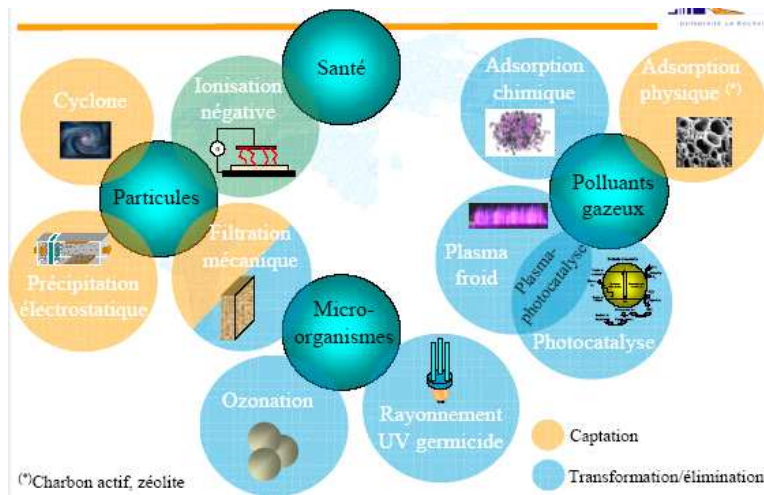 Santé
Cyclone
Ionisation
négative
Particules
Précipitation
électrostatique
Filtration
mécanique
Micro-
organismes
Ozonation
Rayonnement
UV germicide
Adsorption
chimique
Adsorption
physique (*)
Polluants
gazeux
Plasma
froid
Plasma-
photocatalyse
Photocatalyse
Captation
Transformation/élimination
(*)Charbon actif, zéolite